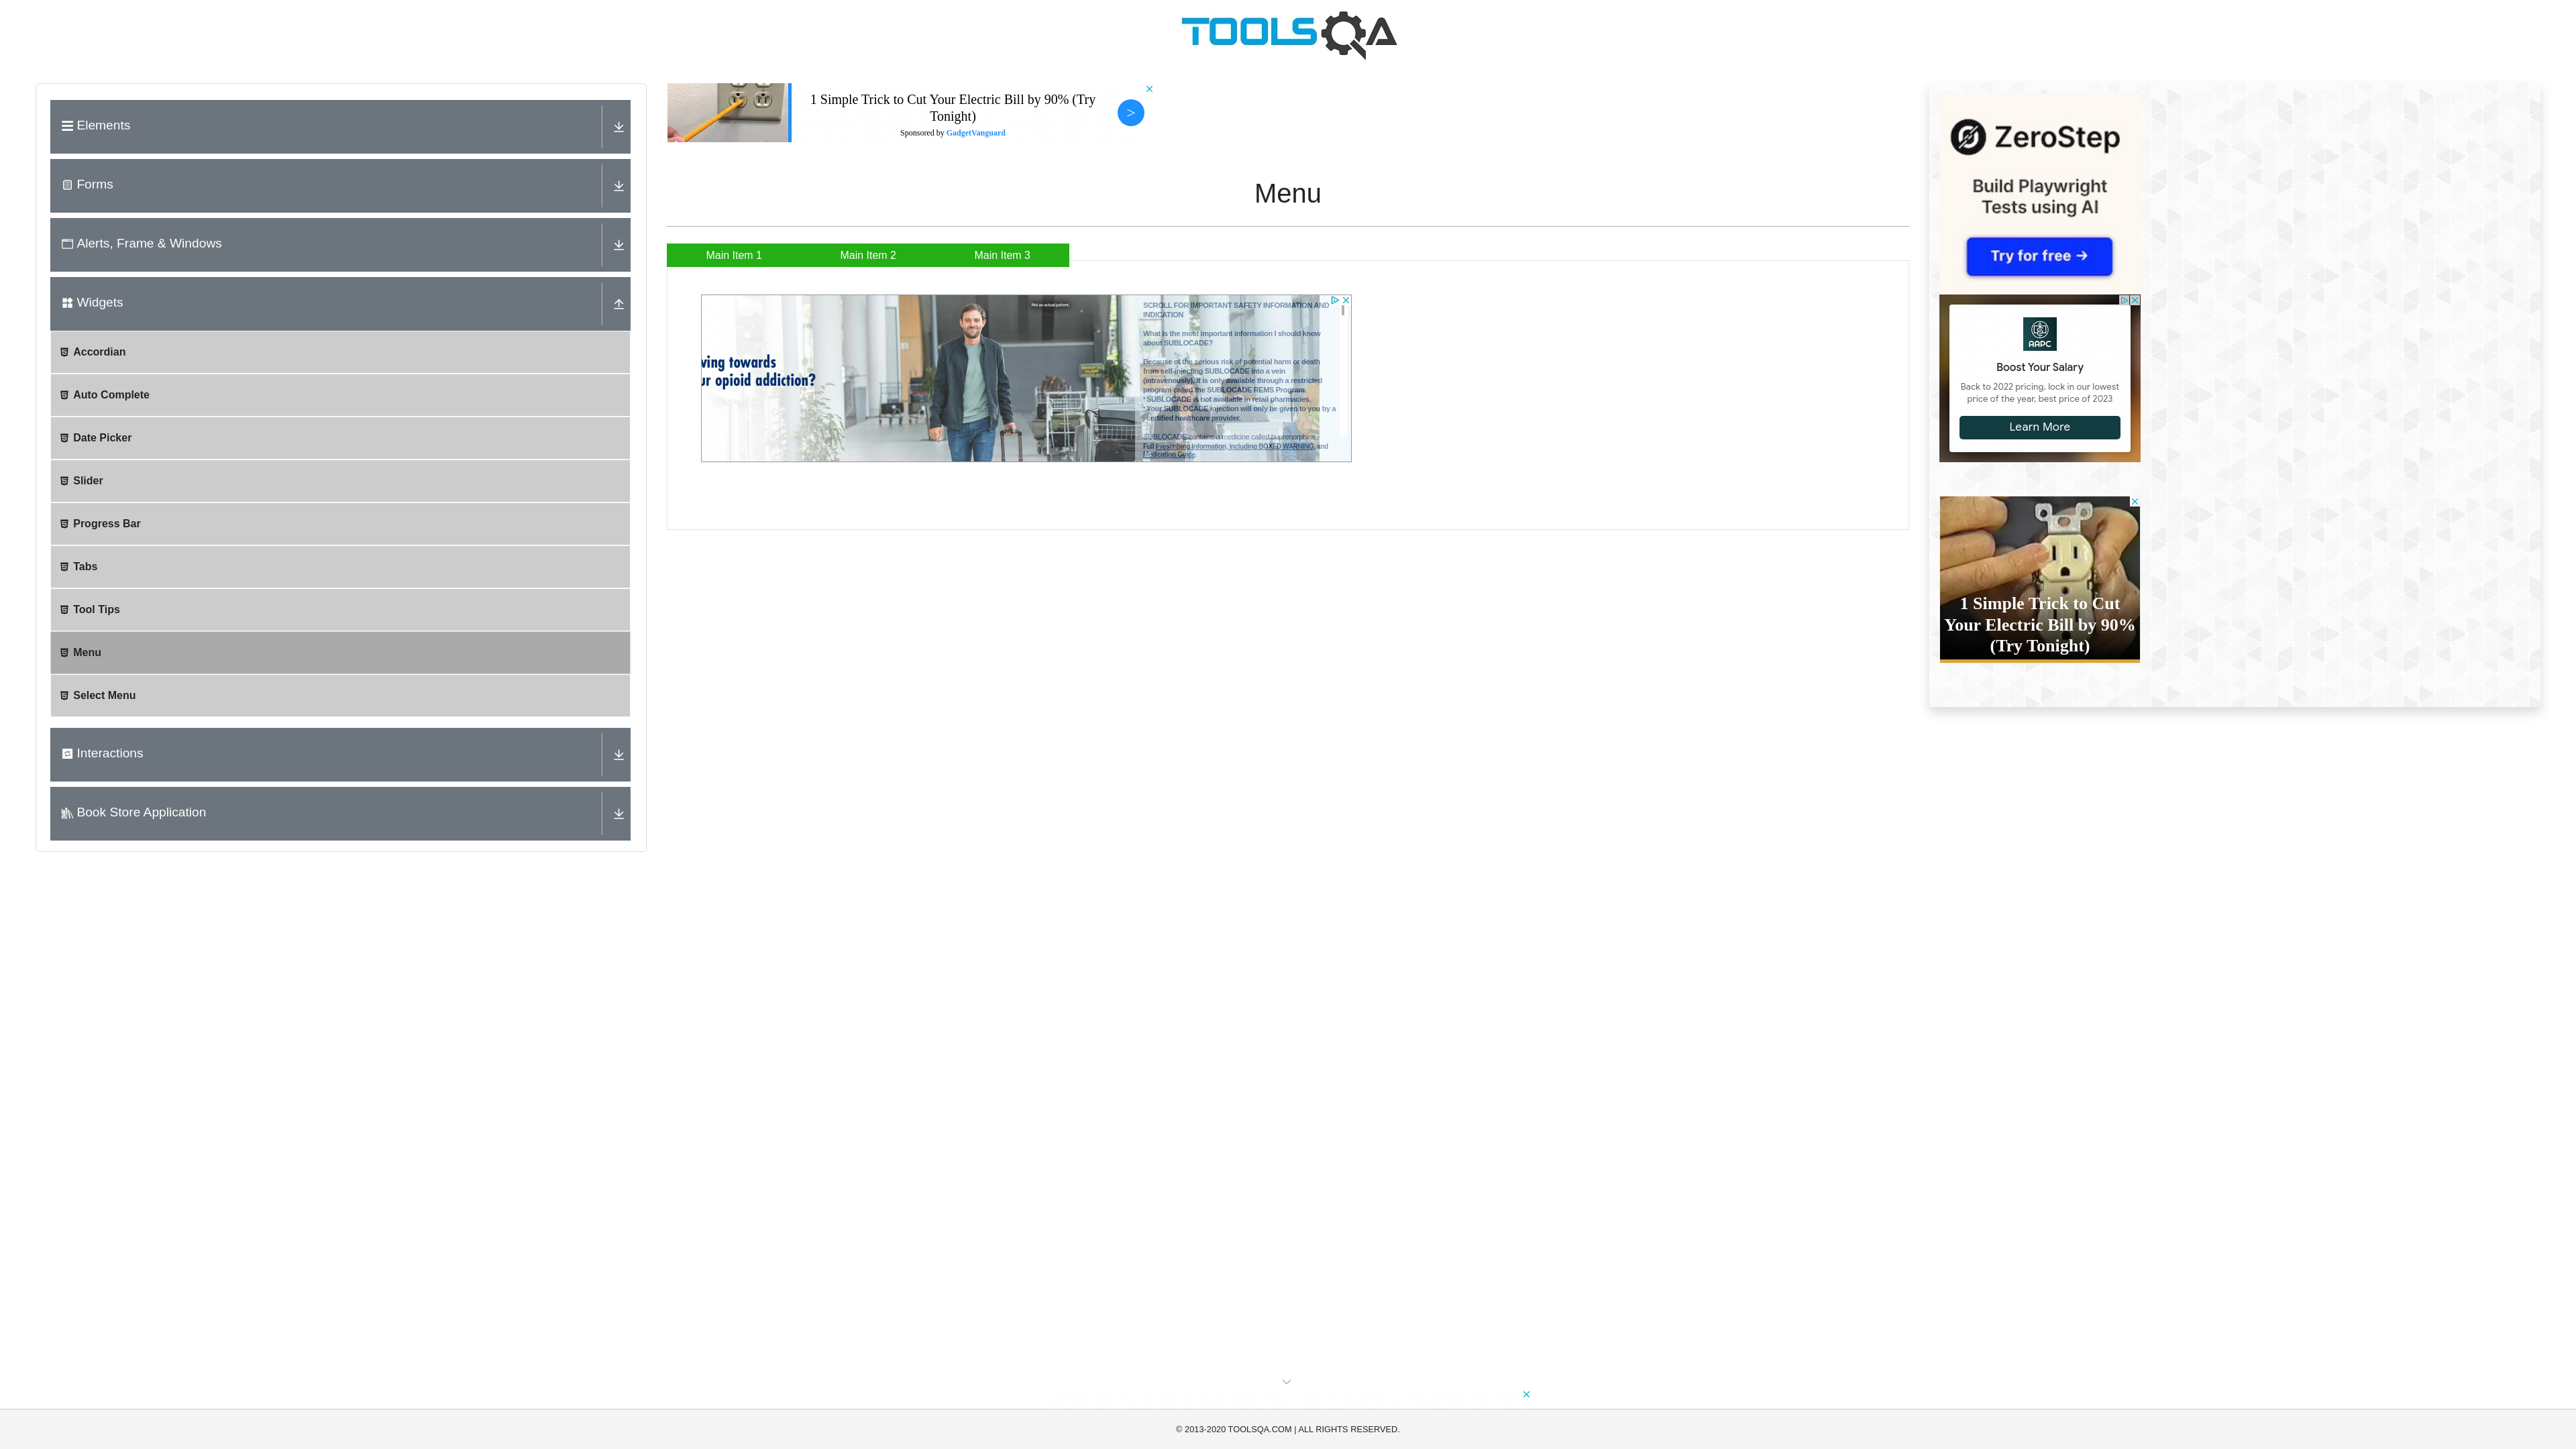 TOOLSQA
Elements
Forms
Alerts, Frame & Windows
Widgets
Accordian
Auto Complete
Date Picker
Slider
Progress Bar
Tabs
Tool Tips
Menu
Select Menu
Interactions
Book Store Application
1 Simple Trick to Cut Your Electric Bill by 90% (Try
Tonight)
Sponsored by GadgetVanguard
>
Menu
Main Item 1 Main Item 2 Main Item 3
Not an actual patient.
ving towards
ur opioid addiction?
SCROLL FOR IMPORTANT SAFETY INFORMATION AND
INDICATION
What is the most important information I should know
about SUBLOCADE?
Because of the serious risk of potential harm or death
from self-injecting SUBLOCADE into a vein
(intravenously), it is only available through a restricted
program called the SUBLOCADE REMS Program.
*SUBLOCADE is not available in retail pharmacies.
*Your SUBLOCADE injection will only be given to you by a
certified healthcare provider.
SUBLOCADE contains a medicine called buprenorphine.
Full Prescribing Information, including BOXED WARNING, and
Medication Guide.
ZeroStep
Build Playwright
Tests using AI
Try for free →
AAPC
Boost Your Salary
Back to 2022 pricing, lock in our lowest
price of the year, best price of 2023
Learn More
1 Simple Trick to Cut
Your Electric Bill by 90%
(Try Tonight)
© 2013-2020 TOOLSQA.COM | ALL RIGHTS RESERVED.